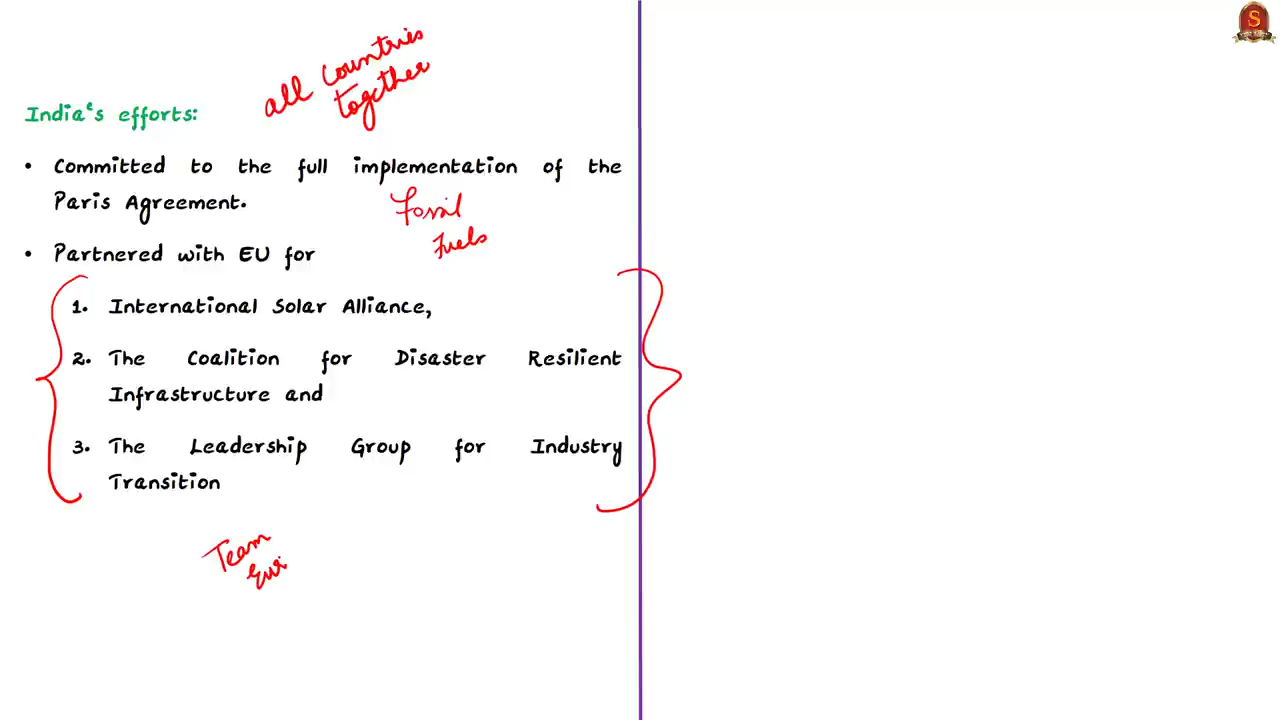 all countries
together
India's efforts:
• Committed to the full implementation of the
Paris Agreement.
Fossil
Fuels
• Partnered with EU for
1. International Solar Alliance,
2. The Coalition for Disaster Resilient
Infrastructure and
3. The Leadership Group for Industry
Transition
Team